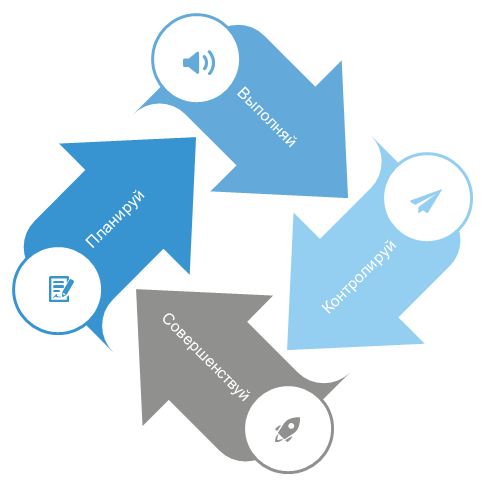 Планируй
Выполняй
Контролируй
Совершенствуй